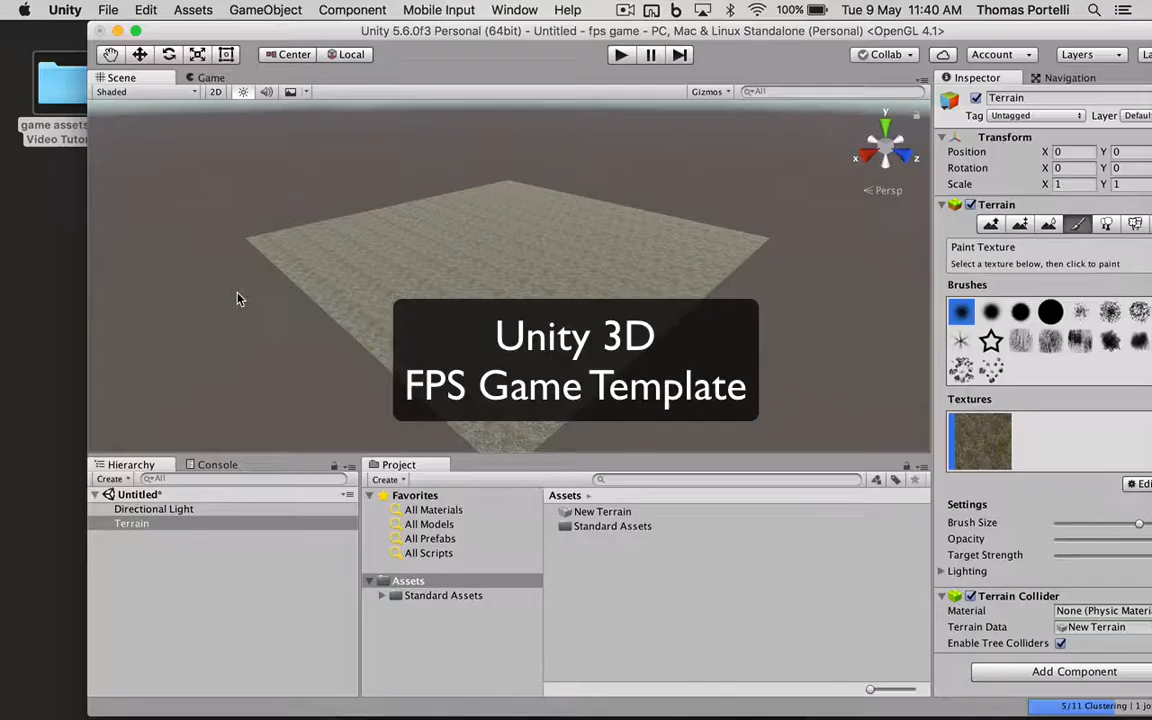 Unity File Edit Assets GameObject Component Mobile Input Window Help 100% Tue 9 May 11:40 AM Thomas Portelli
Unity 5.6.0f3 Personal (64bit) - Untitled - fps game - PC, Mac & Linux Standalone (Personal) <OpenGL 4.1>
Center Local Collab Account Layers La
Scene Game
Shaded 2D Gizmos All
game assets
Video Tutor
y
x
z
Persp
Unity 3D
FPS Game Template
Inspector Navigation
Terrain
Tag Untagged Layer Defaul
Transform
Position X 0 Y 0
Rotation X 0 Y 0
Scale X 1 Y 1
Terrain
Paint Texture
Select a texture below, then click to paint
Brushes
Textures
Edi
Settings
Brush Size
Opacity
Target Strength
Lighting
Terrain Collider
Material None (Physic Materi
Terrain Data New Terrain
Enable Tree Colliders
Add Component
5/11 Clustering | 1 jo
Hierarchy Console
Create All
Untitled*
Directional Light
Terrain
Project
Create
Favorites
All Materials
All Models
All Prefabs
All Scripts
Assets
Standard Assets
Assets
New Terrain
Standard Assets